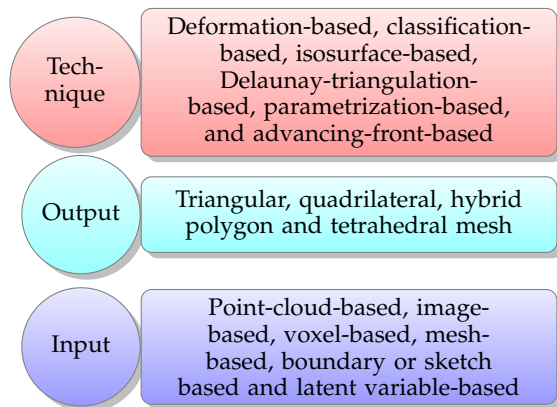 Tech-
nique
Deformation-based, classification-
based, isosurface-based,
Delaunay-triangulation-
based, parametrization-based,
and advancing-front-based
Output
Triangular, quadrilateral, hybrid
polygon and tetrahedral mesh
Input
Point-cloud-based, image-
based, voxel-based, mesh-
based, boundary or sketch
based and latent variable-based